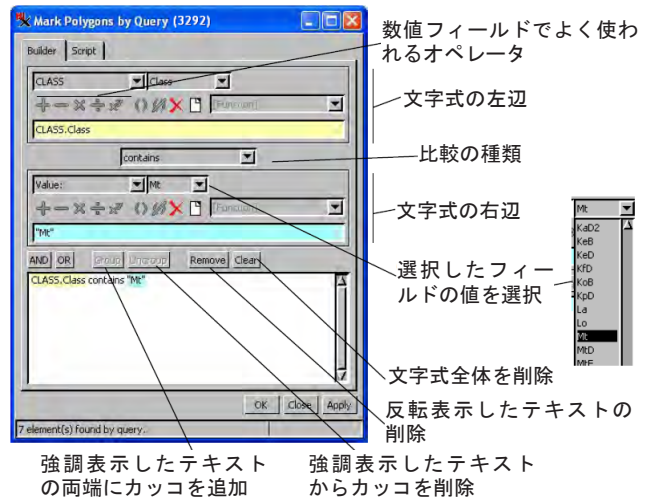 Mark Polygons by Query (3292)
Builder Script
CLASS Class
[Function]
CLASS.Class
contains
Value: Mt
[Function]
"Mt"
AND OR Group Ungroup Remove Clear
CLASS.Class contains "Mt"
OK Close Apply
7 element(s) found by query.
数値フィールドでよく使わ
れるオペレータ
文字式の左辺
比較の種類
文字式の右辺
選択したフィー
ルドの値を選択
Mt
KaD2
KeB
KeD
KfD
KoB
KpD
La
Lo
Mt
MtD
MtE
文字式全体を削除
反転表示したテキストの
削除
強調表示したテキスト
の両端にカッコを追加
強調表示したテキスト
からカッコを削除